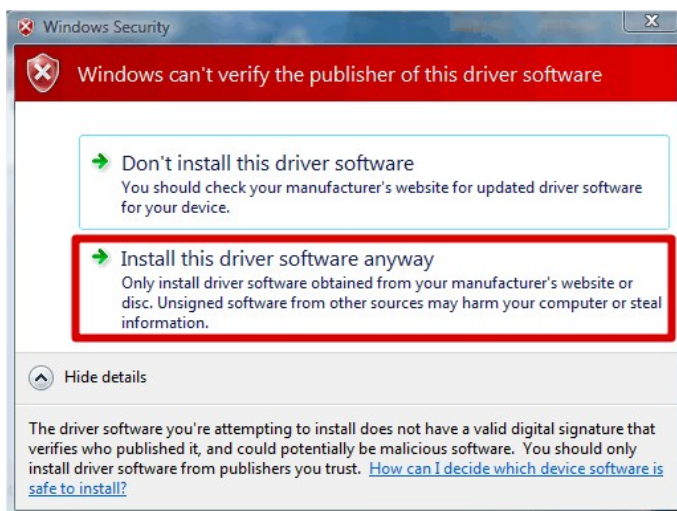 Windows Security
Windows can't verify the publisher of this driver software
Don't install this driver software
You should check your manufacturer's website for updated driver software
for your device.
Install this driver software anyway
Only install driver software obtained from your manufacturer's website or
disc. Unsigned software from other sources may harm your computer or steal
information.
Hide details
The driver software you're attempting to install does not have a valid digital signature that
verifies who published it, and could potentially be malicious software. You should only
install driver software from publishers you trust. How can I decide which device software is
safe to install?